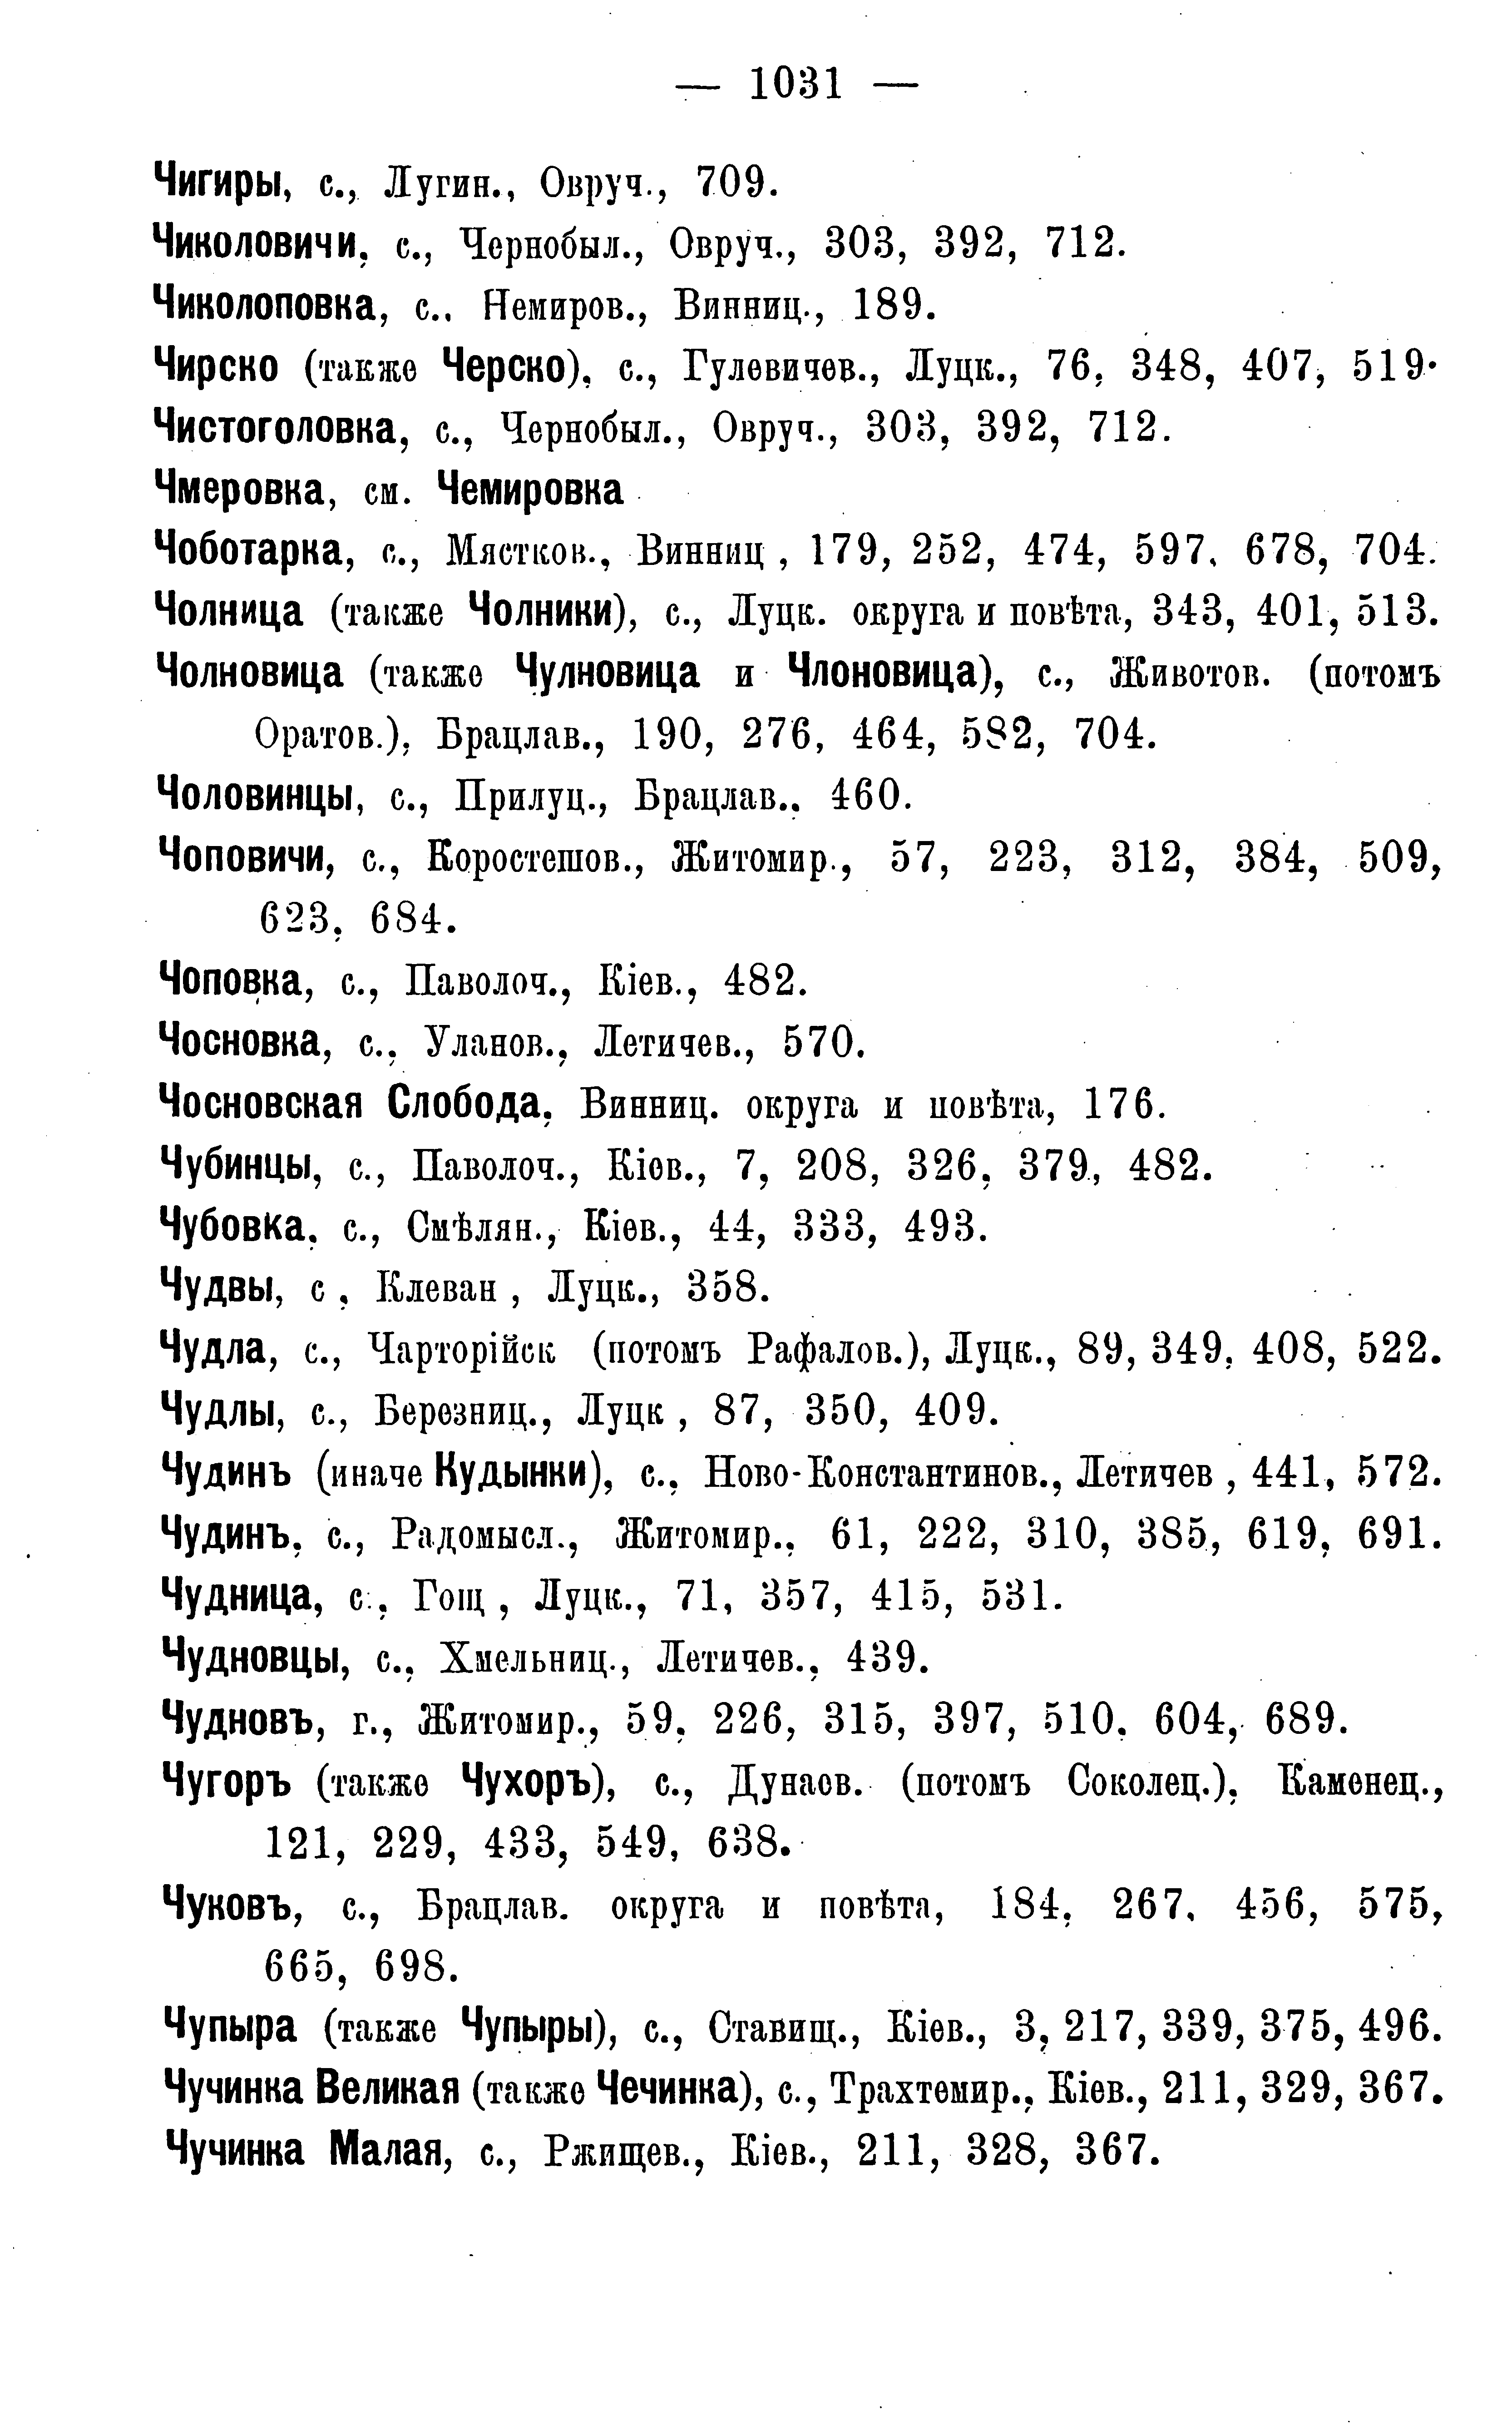 — 1031 —
Чигиры, с., Лугин., Овруч., 709.
Чиколовичи, с., Чернобыл., Овруч., 303, 392, 712.
Чиколоповка, с., Немиров., Винниц., 189.
Чирско (также Черско), с., Гулевичев., Луцк., 76, 348, 407, 519.
Чистоголовка, с., Чернобыл., Овруч., 303, 392, 712.
Чмеровка, см. Чемировка
Чоботарка, с., Мястков., Винниц , 179, 252, 474, 597, 678, 704.
Чолница (также Чолники), с., Луцк. округа и повѣта, 343, 401, 513.
Чолновица (также Чулновица и Члоновица), с., Животов. (потомъ
Оратов.), Брацлав., 190, 276, 464, 582, 704.
Чоловинцы, с., Прилуц., Брацлав., 460.
Чоповичи, с., Коростешов., Житомир., 57, 223, 312, 384, 509,
623, 684.
Чоповка, с., Паволоч., Кіев., 482.
Чосновка, с., Уланов., Летичев., 570.
Чосновская Слобода, Винниц. округа и повѣта, 176.
Чубинцы, с., Паволоч., Кіев., 7, 208, 326, 379, 482.
Чубовка, с., Смѣлян., Кіев., 44, 333, 493.
Чудвы, с , Клеван , Луцк., 358.
Чудла, с., Чарторійск (потомъ Рафалов.), Луцк., 89, 349, 408, 522.
Чудлы, с., Березниц., Луцк , 87, 350, 409.
Чудинъ (иначе Кудынки), с., Ново-Константинов., Летичев , 441, 572.
Чудинъ, с., Радомысл., Житомир., 61, 222, 310, 385, 619, 691.
Чудница, с., Гощ , Луцк., 71, 357, 415, 531.
Чудновцы, с., Хмельниц., Летичев., 439.
Чудновъ, г., Житомир., 59, 226, 315, 397, 510, 604, 689.
Чугоръ (также Чухоръ), с., Дунаев. (потомъ Соколец.), Каменец.,
121, 229, 433, 549, 638.
Чуковъ, с., Брацлав. округа и повѣта, 184, 267, 456, 575,
665, 698.
Чупыра (также Чупыры), с., Ставищ., Кіев., 3, 217, 339, 375, 496.
Чучинка Великая (также Чечинка), с., Трахтемир., Кіев., 211, 329, 367.
Чучинка Малая, с., Ржищев., Кіев., 211, 328, 367.